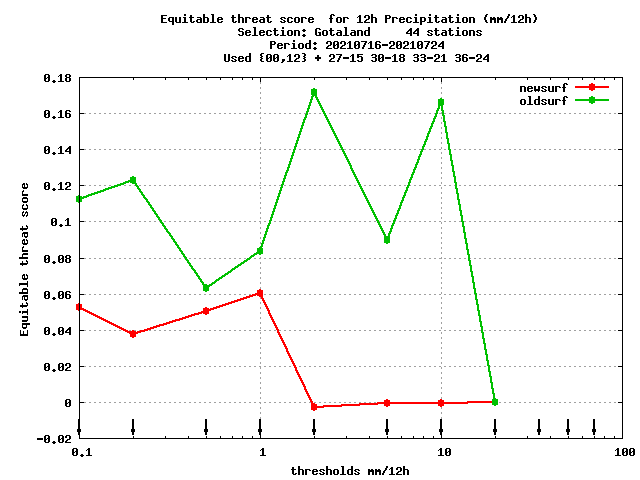 Equitable threat score  for 12h Precipitation (mm/12h)
Selection: Gotaland     44 stations
Period: 20210716-20210724
Used {00,12} + 27-15 30-18 33-21 36-24
newsurf
oldsurf
Equitable threat score
0.18
0.16
0.14
0.12
0.1
0.08
0.06
0.04
0.02
0
-0.02
0.1 1 10 100
thresholds mm/12h